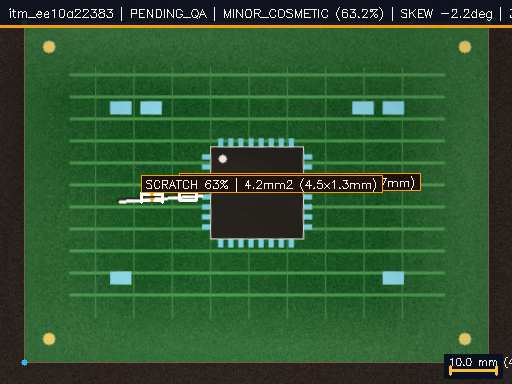 itm_ee10a22383 | PENDING_QA | MINOR_COSMETIC (63.2%) | SKEW −2.2deg |
SCRATCH 63% | 4.2mm2 (4.5x1.3mm)
7mm)
10.0 mm (4